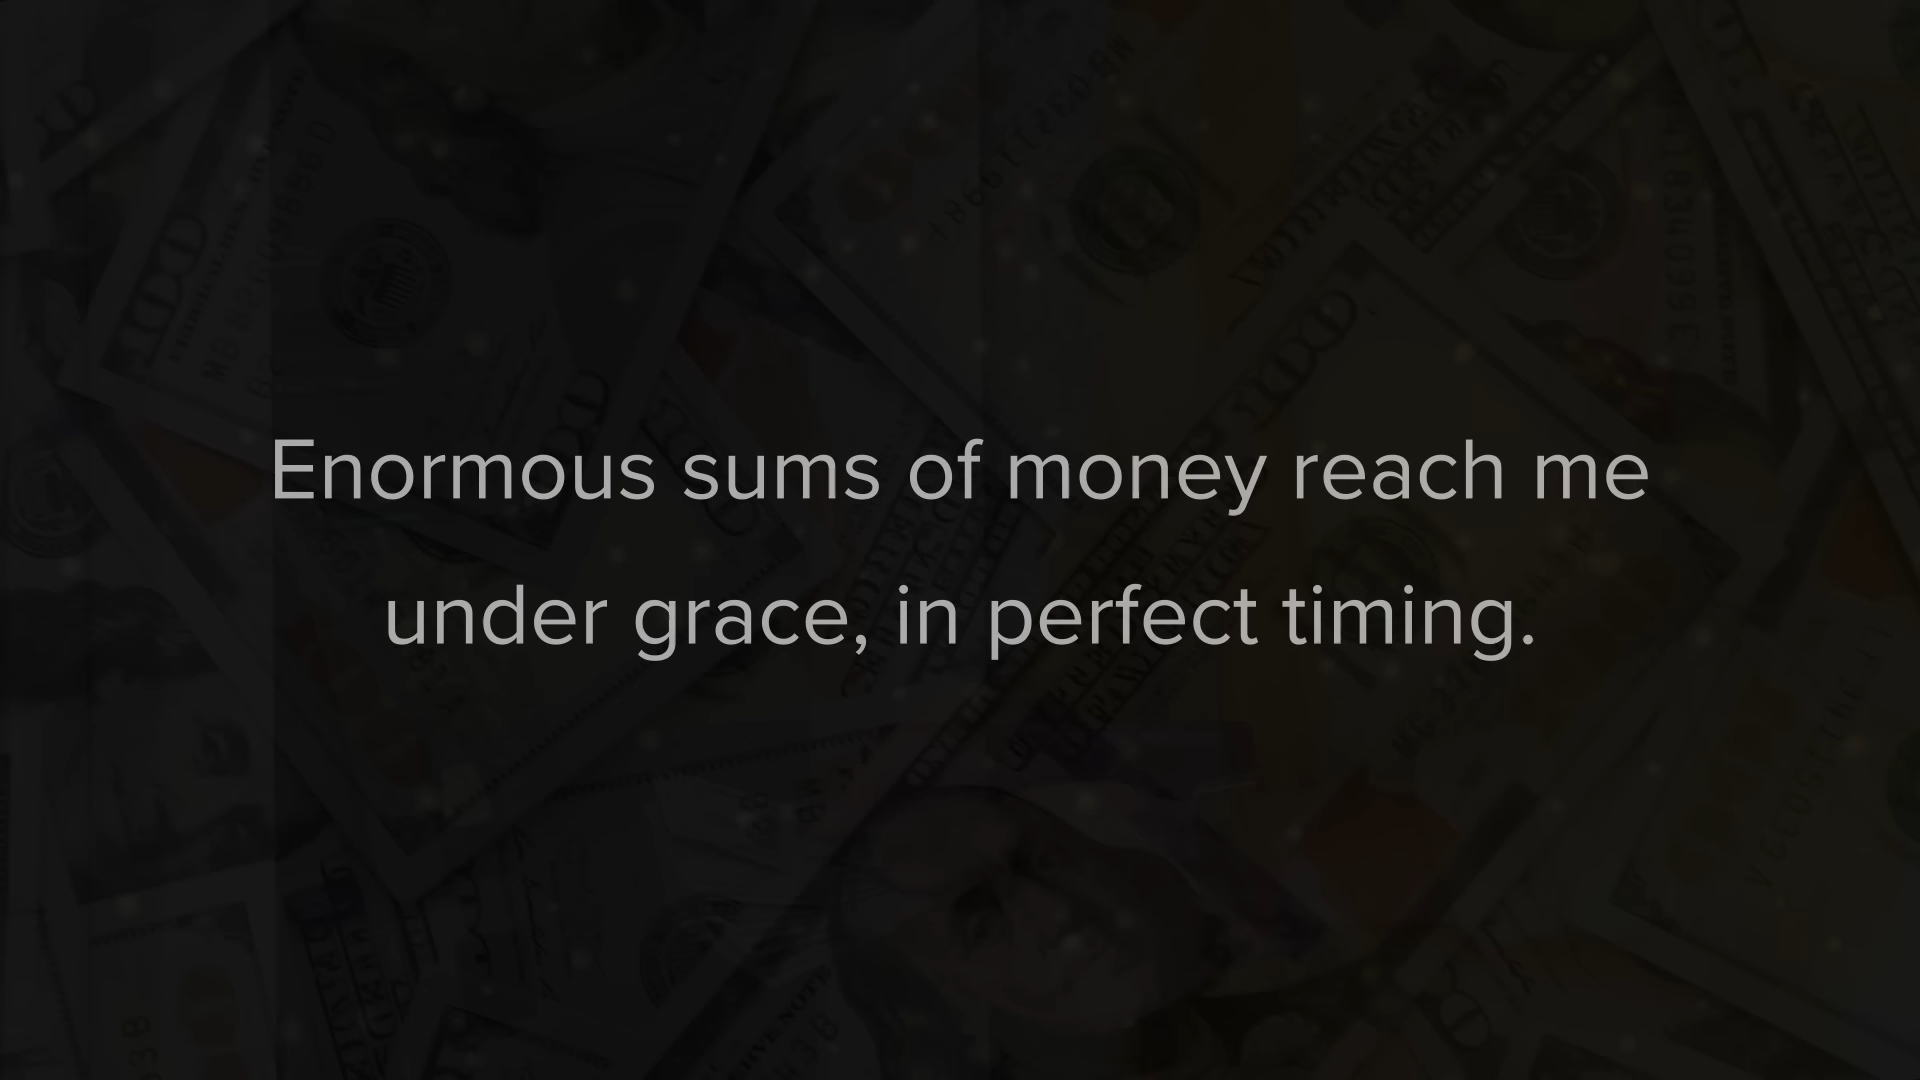 Enormous sums of money reach me
under grace, in perfect timing.